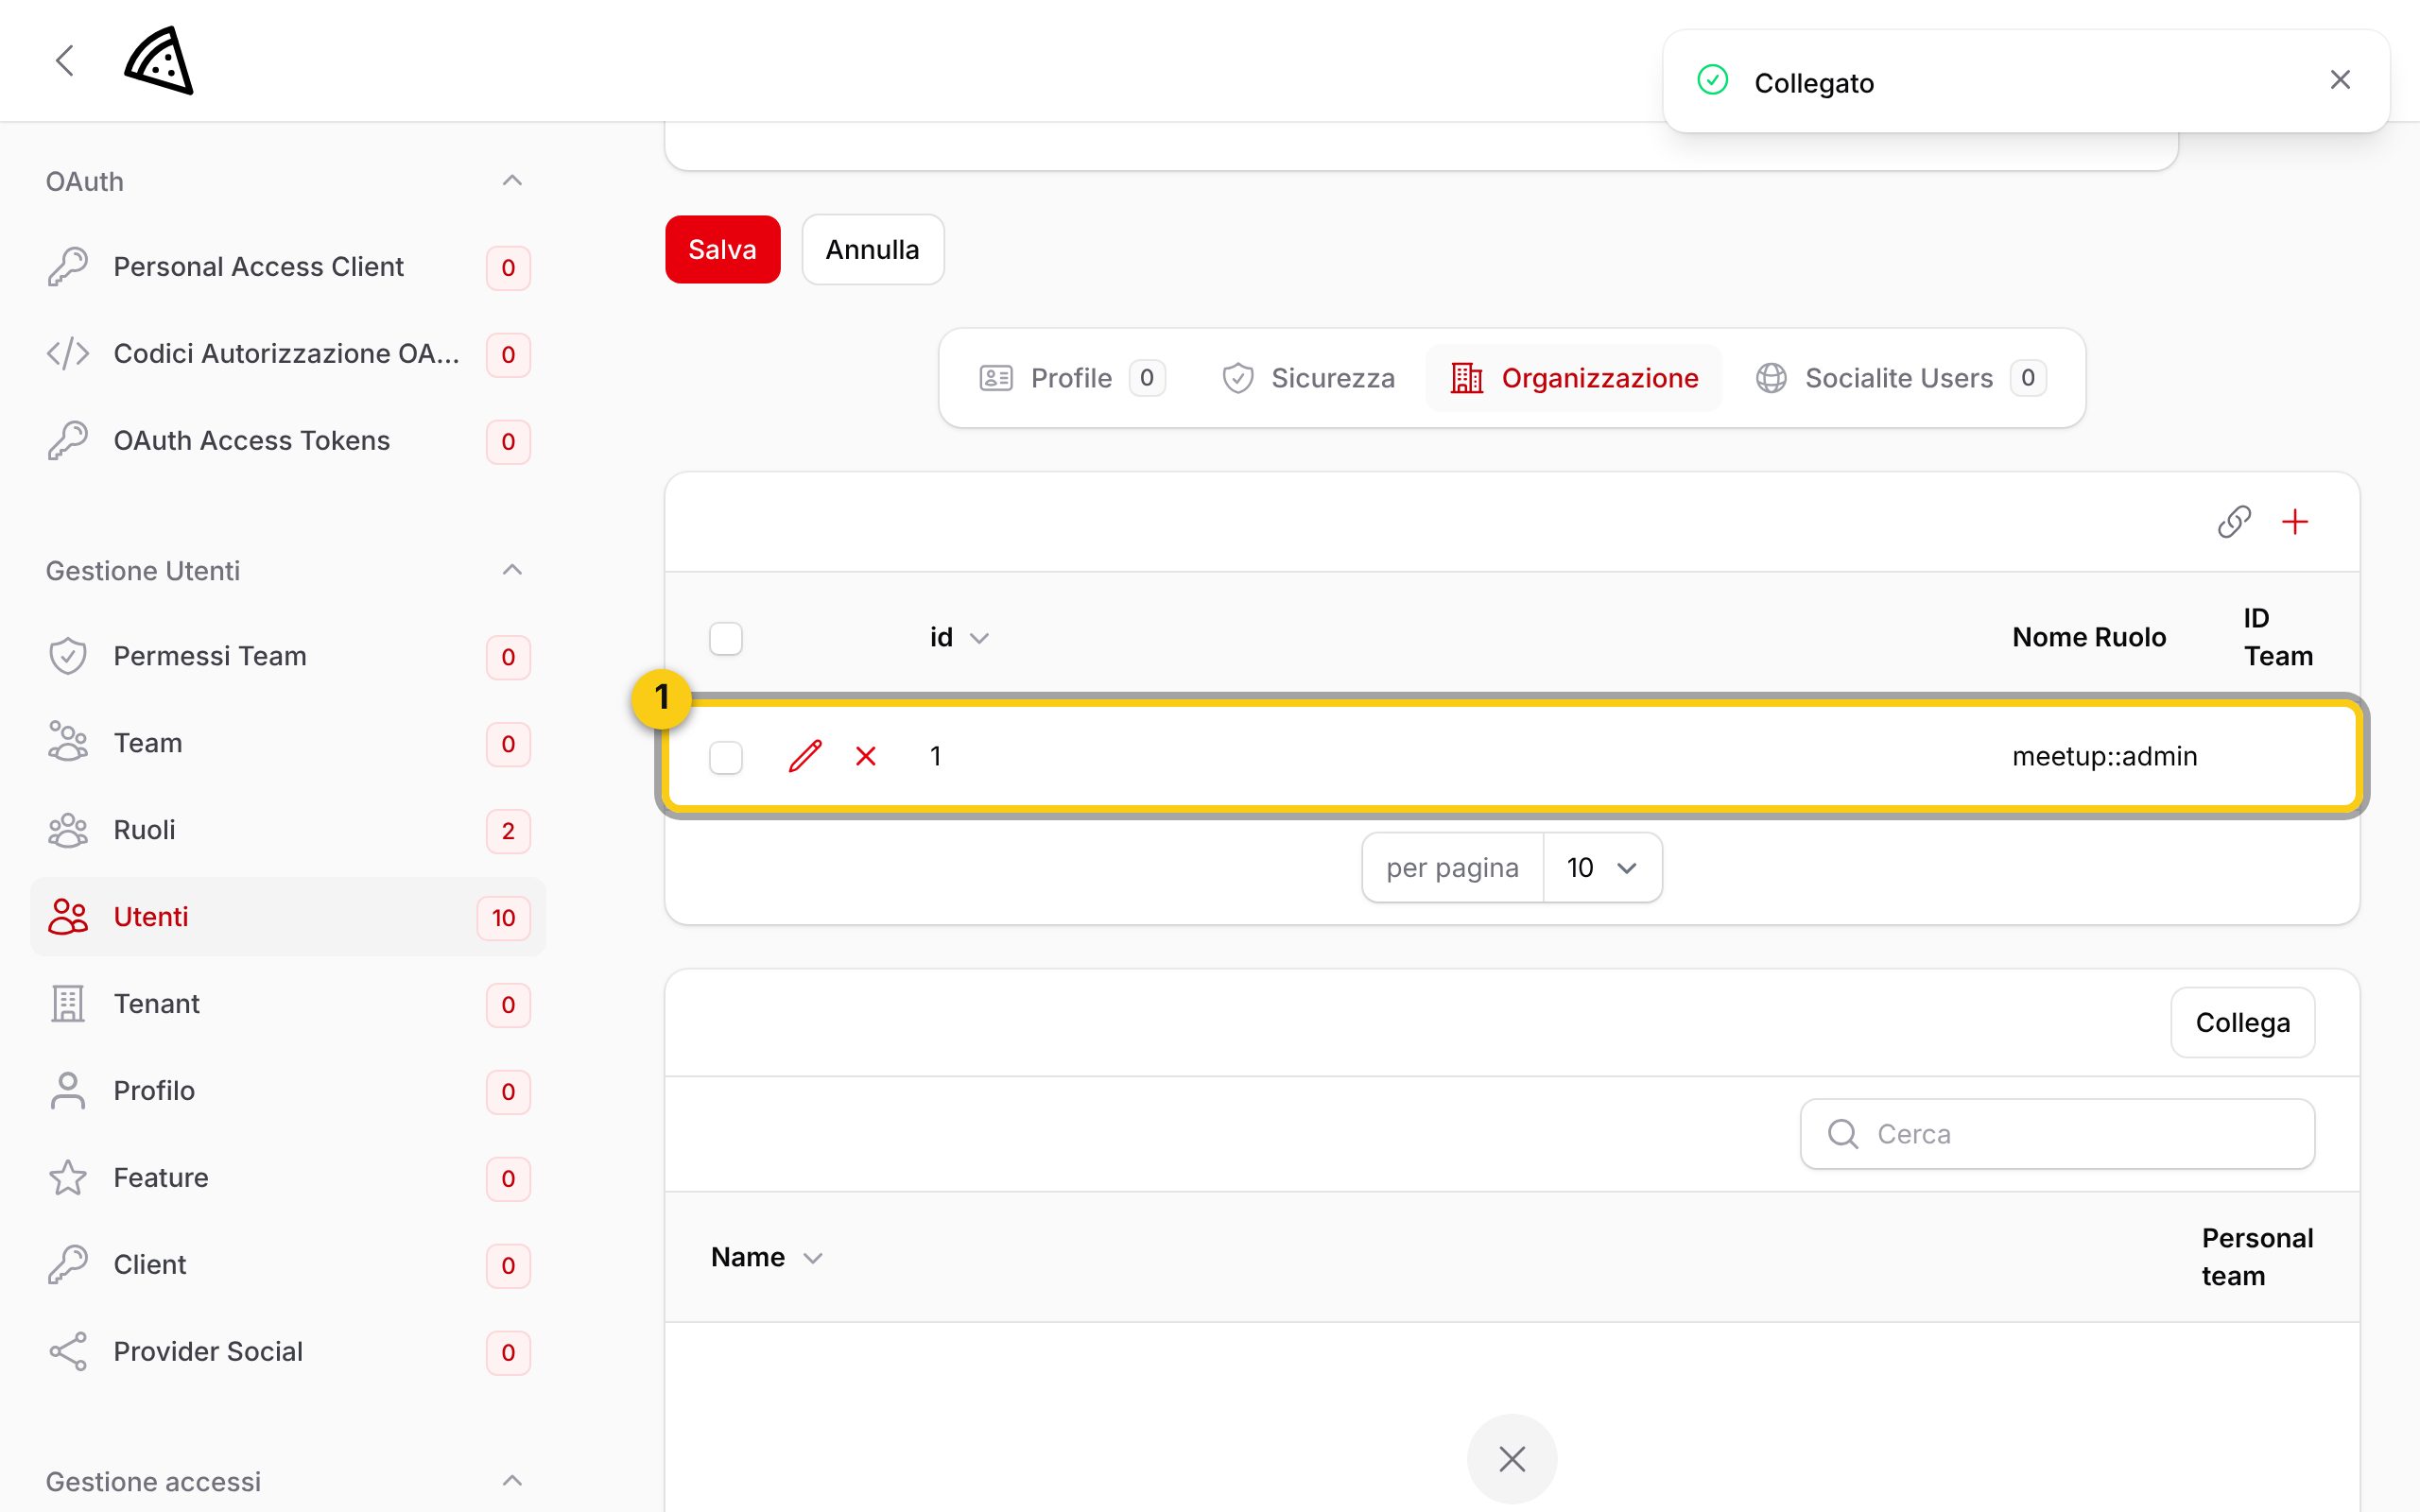 Collegato
OAuth
Personal Access Client 0
Codici Autorizzazione OA... 0
OAuth Access Tokens 0
Gestione Utenti
Permessi Team 0
Team 0
Ruoli 2
Utenti 10
Tenant 0
Profilo 0
Feature 0
Client 0
Provider Social 0
Gestione accessi
Salva Annulla
Profile 0 Sicurezza Organizzazione Socialite Users 0
id Nome Ruolo ID
Team
1
1 meetup::admin
per pagina 10
Collega
Cerca
Name Personal
team